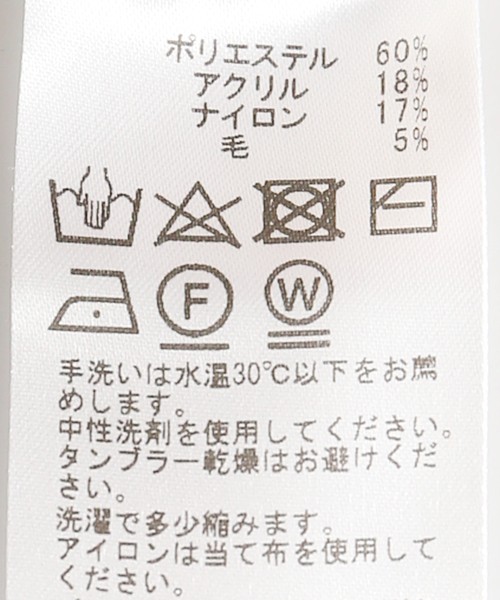 ポリエステル 60%
アクリル 18%
ナイロン 17%
毛 5%
F W
手洗いは水温30℃以下をお薦
めします。
中性洗剤を使用してください。
タンブラー乾燥はお避けくだ
さい。
洗濯で多少縮みます。
アイロンは当て布を使用して
ください。